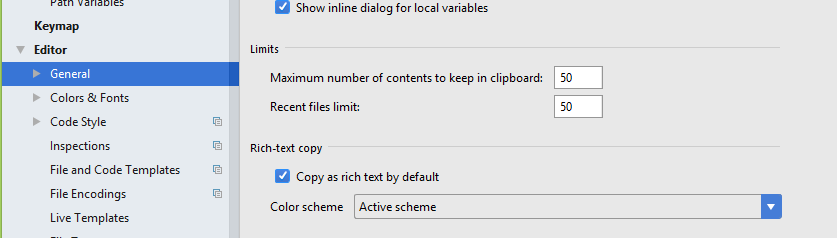 Path Variables
Keymap
Editor
General
Colors & Fonts
Code Style
Inspections
File and Code Templates
File Encodings
Live Templates
Show inline dialog for local variables
Limits
Maximum number of contents to keep in clipboard: 50
Recent files limit: 50
Rich-text copy
Copy as rich text by default
Color scheme Active scheme